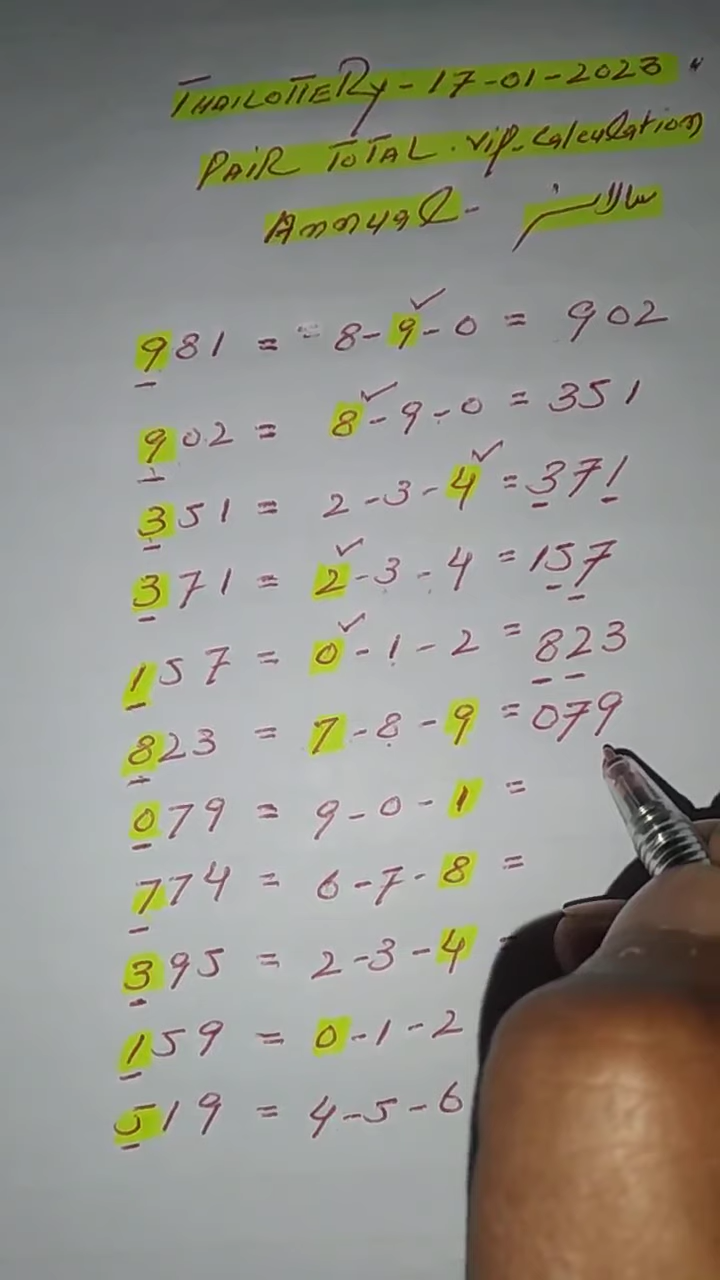 THAILOTTERY-17-01-2023"
PAIR TOTAL. vip. calculation
Annual - سالانہ
981 = 8-9-0 = 902
902 = 8-9-0 = 351
351 = 2-3-4 = 371
371 = 2-3-4 = 157
157 = 0-1-2 = 823
823 = 7-8-9 = 079
079 = 9-0-1 =
774 = 6-7-8 =
395 = 2-3-4 -
159 = 0-1-2
519 = 4-5-6